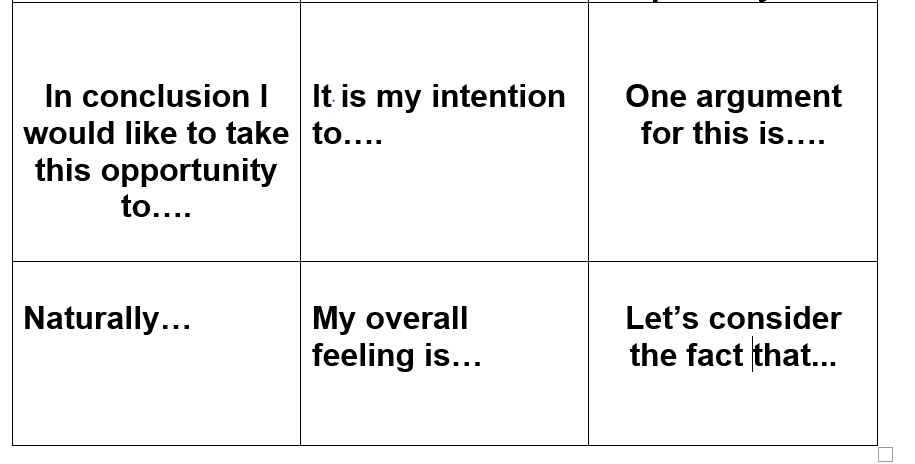 In conclusion I
would like to take
this opportunity
to….
It is my intention
to….
One argument
for this is….
Naturally…
My overall
feeling is…
Let’s consider
the fact that...